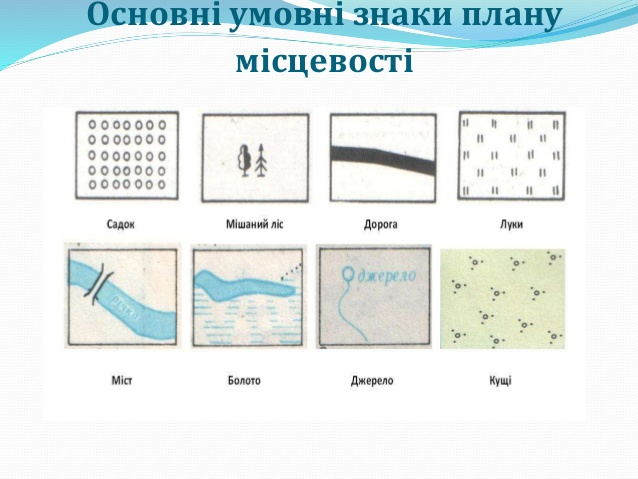 Основні умовні знаки плану
місцевості
Садок
Мішаний ліс
Дорога
Луки
річка
джерело
Міст
Болото
Джерело
Кущі